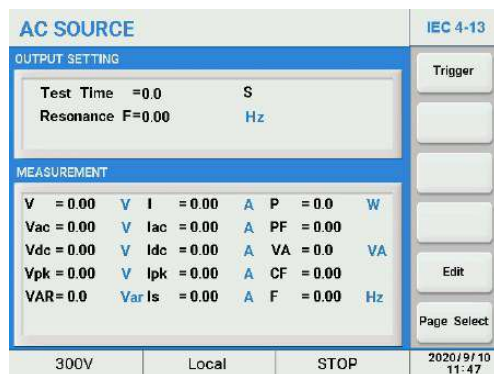 AC SOURCE
IEC 4-13
OUTPUT SETTING
Test Time =0.0 S
Resonance F=0.00 Hz
Trigger
MEASUREMENT
V = 0.00 V I = 0.00 A P = 0.0 W
Vac = 0.00 V Iac = 0.00 A PF = 0.00
Vdc = 0.00 V Idc = 0.00 A VA = 0.0 VA
Vpk = 0.00 V Ipk = 0.00 A CF = 0.00
VAR= 0.0 Var Is = 0.00 A F = 0.00 Hz
Edit
Page Select
300V Local STOP
2020/9/10
11:47